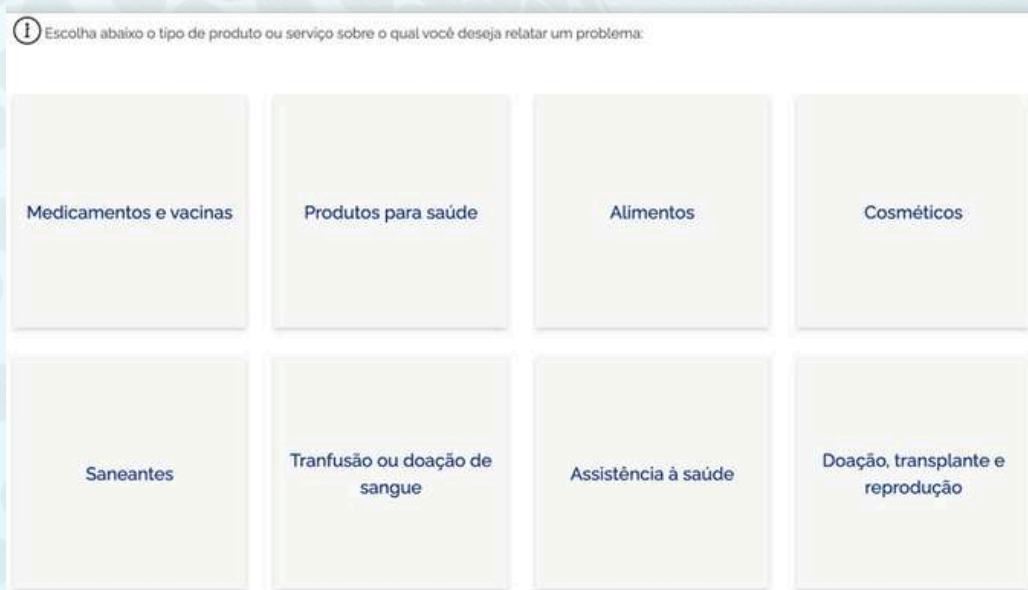 Escolha abaixo o tipo de produto ou serviço sobre o qual você deseja relatar um problema:
Medicamentos e vacinas
Produtos para saúde
Alimentos
Cosméticos
Saneantes
Tranfusão ou doação de
sangue
Assistência à saúde
Doação, transplante e
reprodução